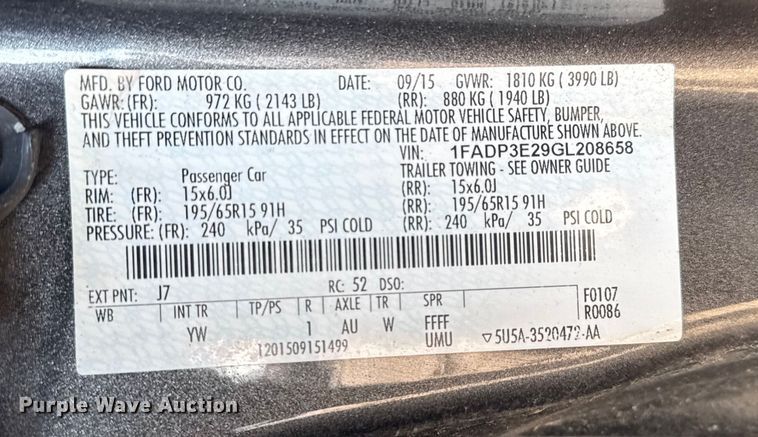 MFD. BY FORD MOTOR CO. DATE: 09/15 GVWR: 1810 KG ( 3990 LB)
GAWR: (FR): 972 KG ( 2143 LB) (RR): 880 KG ( 1940 LB)
THIS VEHICLE CONFORMS TO ALL APPLICABLE FEDERAL MOTOR VEHICLE SAFETY, BUMPER,
AND THEFT PREVENTION STANDARDS IN EFFECT ON THE DATE OF MANUFACTURE SHOWN ABOVE.
VIN: 1FADP3E29GL208658
TYPE: Passenger Car TRAILER TOWING - SEE OWNER GUIDE
RIM: (FR): 15x6.0J (RR): 15x6.0J
TIRE: (FR): 195/65R15 91H (RR): 195/65R15 91H
PRESSURE: (FR): 240 kPa/ 35 PSI COLD (RR): 240 kPa/ 35 PSI COLD
EXT PNT: J7 RC: 52 DSO:
WB INT TR TP/PS R AXLE TR SPR F0107
YW 1 AU W FFFF R0086
1201509151499 UMU ▽5U5A-3520472-AA
Purple Wave Auction